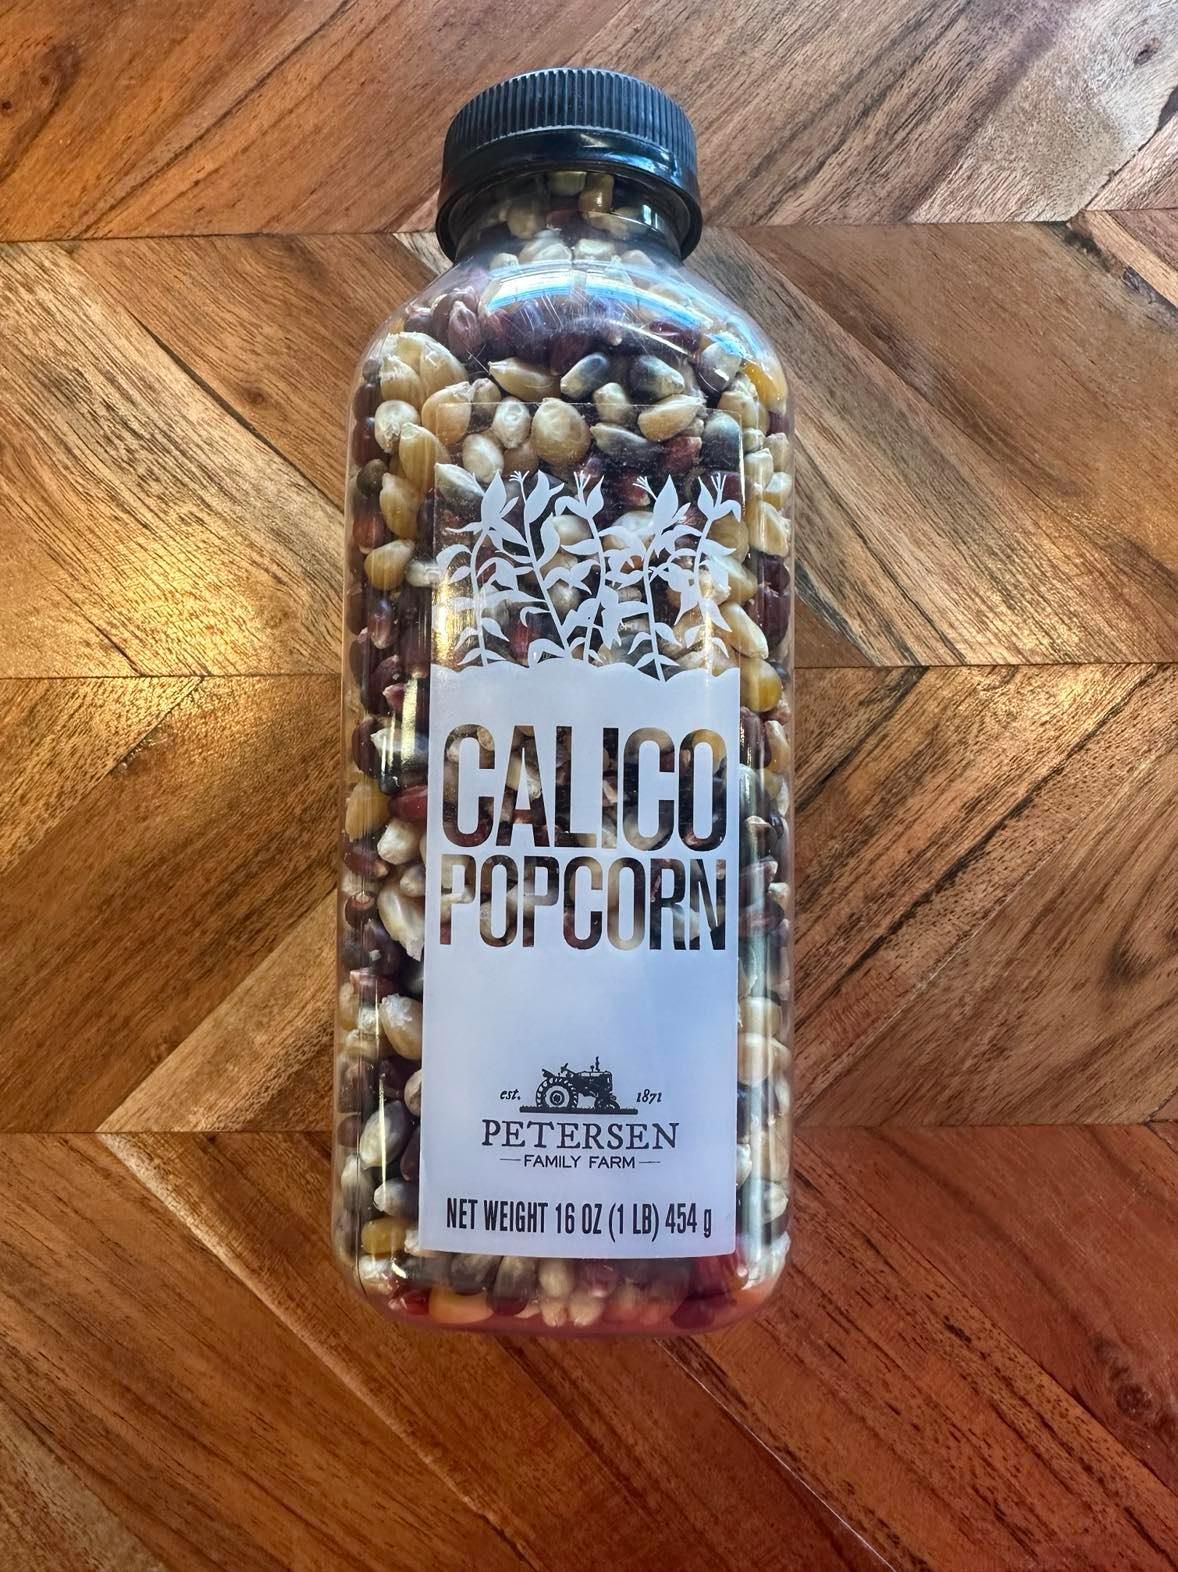 CALICO
POPCORN
est. 1871
PETERSEN
FAMILY FARM
NET WEIGHT 16 OZ (1 LB) 454 g